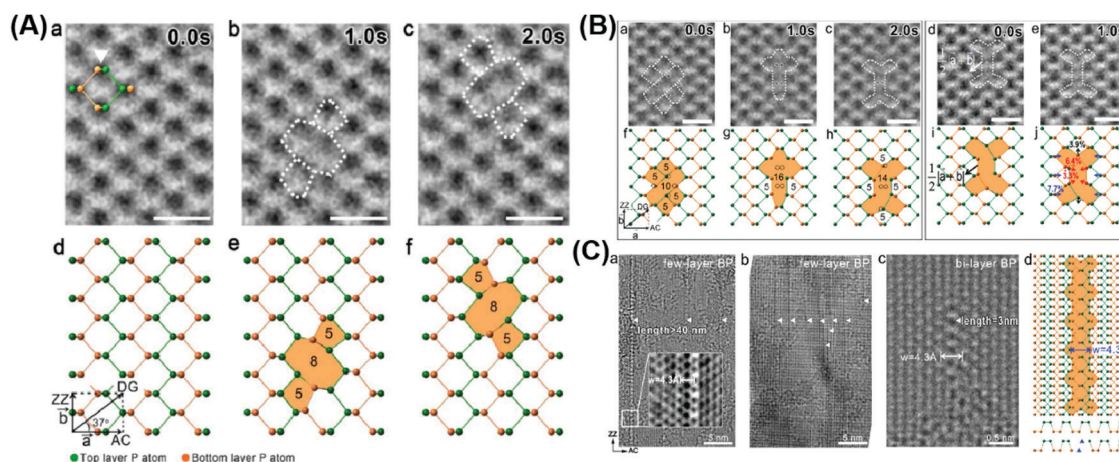 (A)
a
0.0s
b
1.0s
c
2.0s
d
ZZ
DG
b
37°
a
AC
e
5
8
5
f
5
8
5
Top layer P atom
Bottom layer P atom
(B)
a
0.0s
b
1.0s
c
2.0s
d
0.0s
1/2|a+b|
e
1.0
f
5
5
10
5
5
ZZ
DG
b
a
AC
g
5
16
5
h
5
14
5
5
5
i
1/2|a+b|
j
3.9%
6.4%
3.3%
7.7%
(C)
a
few-layer BP
length>40 nm
w=4.3A
5 nm
ZZ
AC
b
few-layer BP
5 nm
c
bi-layer BP
length=3nm
w=4.3A
0.5 nm
d
w=4.3